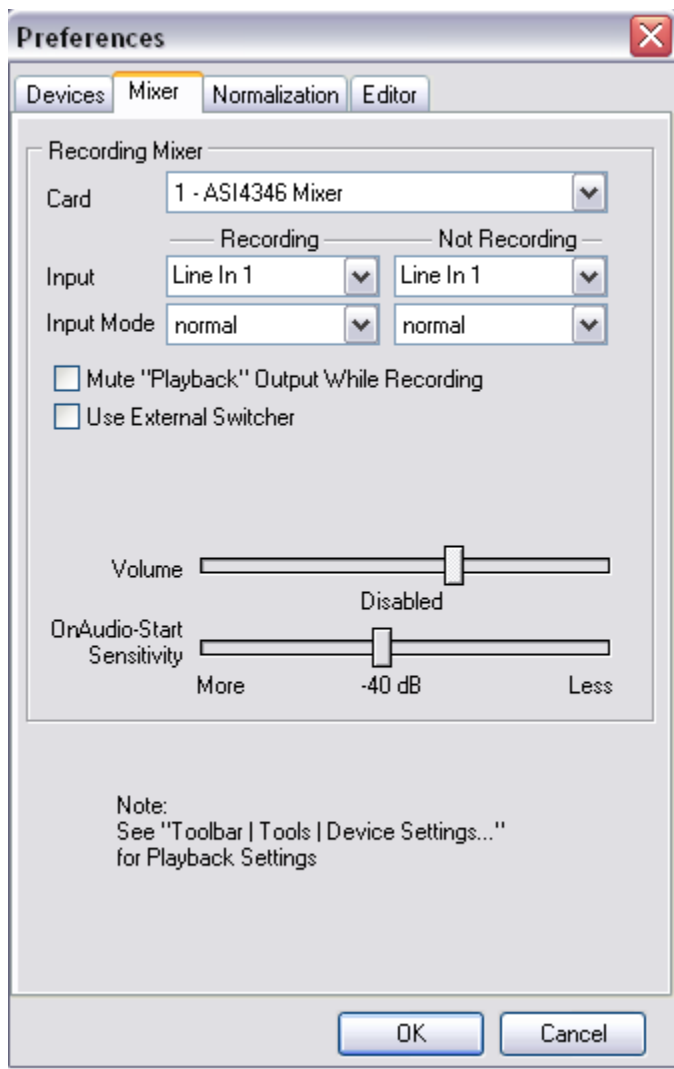 Preferences
Devices Mixer Normalization Editor
Recording Mixer
Card 1 - ASI4346 Mixer
Recording Not Recording
Input Line In 1 Line In 1
Input Mode normal normal
Mute "Playback" Output While Recording
Use External Switcher
Volume
Disabled
OnAudio-Start
Sensitivity
More -40 dB Less
Note:
See "Toolbar | Tools | Device Settings..."
for Playback Settings
OK Cancel